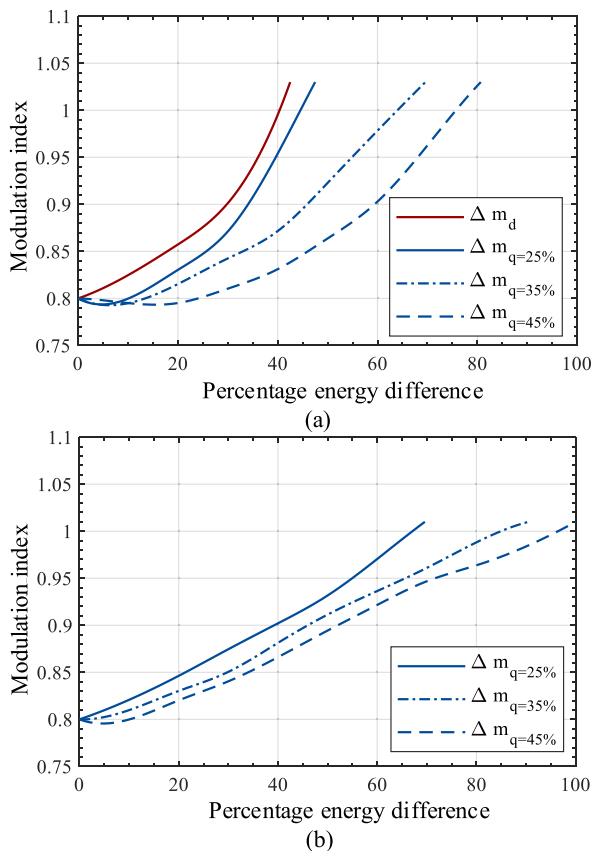 1.1
1.05
1
0.95
0.9
0.85
0.8
0.75
Modulation index
Δ m_d
Δ m_q=25%
Δ m_q=35%
Δ m_q=45%
0 20 40 60 80 100
Percentage energy difference
(a)
1.1
1.05
1
0.95
0.9
0.85
0.8
0.75
Modulation index
Δ m_q=25%
Δ m_q=35%
Δ m_q=45%
0 20 40 60 80 100
Percentage energy difference
(b)